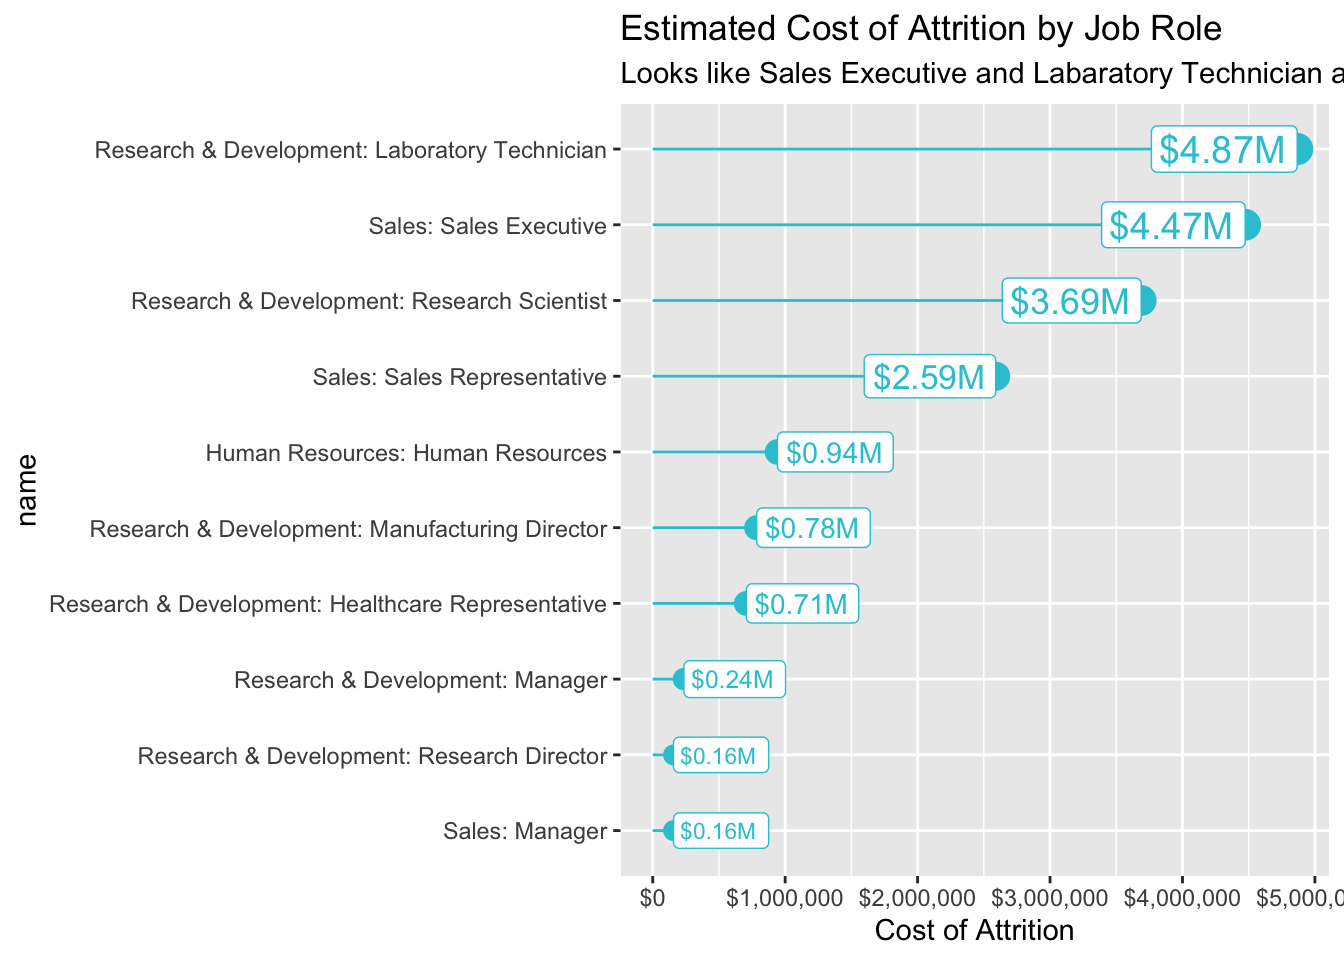 Estimated Cost of Attrition by Job Role
Looks like Sales Executive and Labaratory Technician a
Research & Development: Laboratory Technician
$4.87M
Sales: Sales Executive
$4.47M
Research & Development: Research Scientist
$3.69M
Sales: Sales Representative
$2.59M
Human Resources: Human Resources
$0.94M
Research & Development: Manufacturing Director
$0.78M
Research & Development: Healthcare Representative
$0.71M
Research & Development: Manager
$0.24M
Research & Development: Research Director
$0.16M
Sales: Manager
$0.16M
name
$0 $1,000,000 $2,000,000 $3,000,000 $4,000,000 $5,000,0
Cost of Attrition